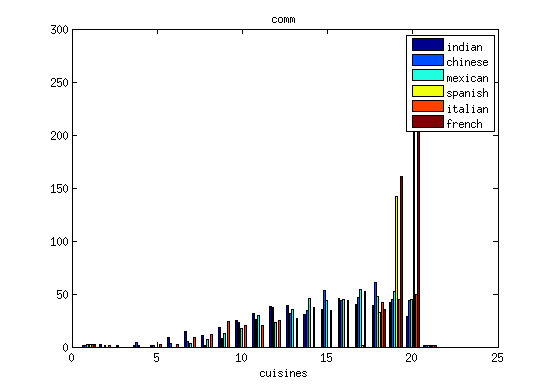 comm
300
250
200
150
100
50
0
indian
chinese
mexican
spanish
italian
french
0 5 10 15 20 25
cuisines